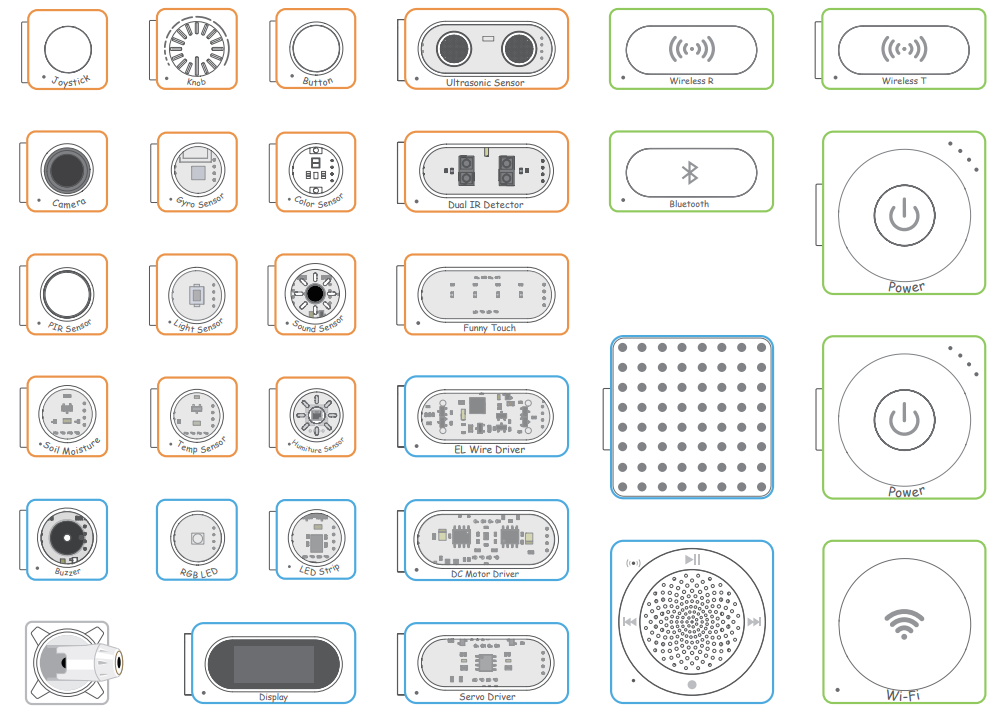 Joystick
Knob
Button
Ultrasonic Sensor
Wireless R
Wireless T
Camera
Gyro Sensor
Color Sensor
Dual IR Detector
Bluetooth
Power
PIR Sensor
Light Sensor
Sound Sensor
Funny Touch
Soil Moisture
Temp Sensor
Humiture Sensor
EL Wire Driver
Power
Buzzer
RGB LED
LED Strip
DC Motor Driver
Display
Servo Driver
Wi-Fi